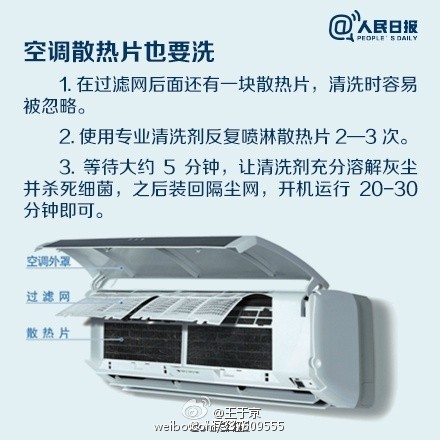 @人民日报
PEOPLE'S DAILY
空调散热片也要洗
1. 在过滤网后面还有一块散热片，清洗时容易
被忽略。
2. 使用专业清洗剂反复喷淋散热片 2—3 次。
3. 等待大约 5 分钟，让清洗剂充分溶解灰尘
并杀死细菌，之后装回隔尘网，开机运行 20-30
分钟即可。
空调外罩
过滤网
散热片
@王于京